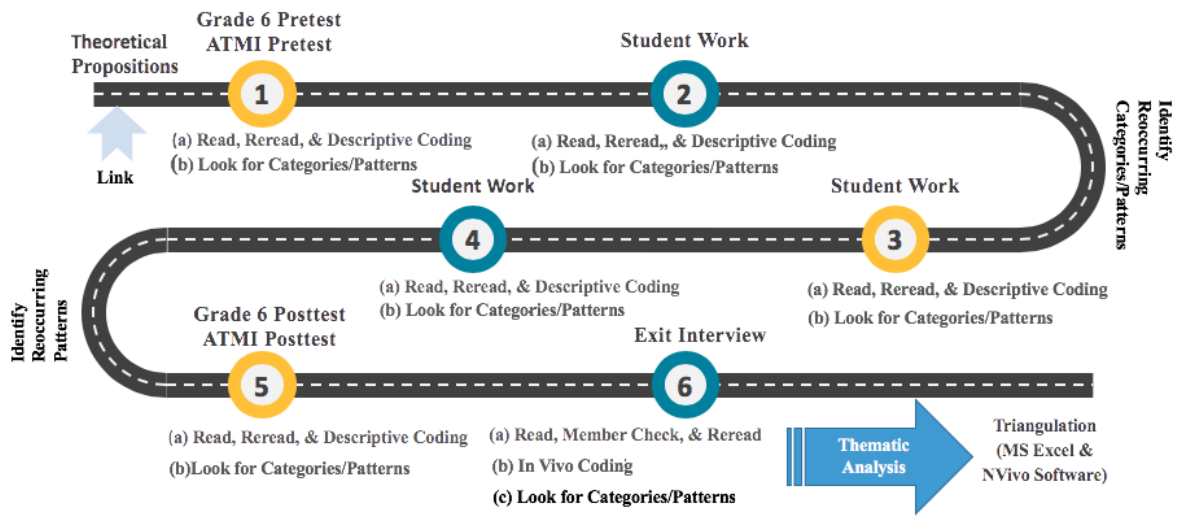 Theoretical
Propositions
Grade 6 Pretest
ATMI Pretest
Student Work
1
2
Link
(a) Read, Reread, & Descriptive Coding
(b) Look for Categories/Patterns
(a) Read, Reread,, & Descriptive Coding
(b) Look for Categories/Patterns
Identify
Reoccurring
Categories/Patterns
Student Work
3
(a) Read, Reread, & Descriptive Coding
(b) Look for Categories/Patterns
Student Work
4
(a) Read, Reread, & Descriptive Coding
(b) Look for Categories/Patterns
Identify
Reoccurring
Patterns
Grade 6 Posttest
ATMI Posttest
5
(a) Read, Reread, & Descriptive Coding
(b)Look for Categories/Patterns
Exit Interview
6
(a) Read, Member Check, & Reread
(b) In Vivo Coding
(c) Look for Categories/Patterns
Thematic
Analysis
Triangulation
(MS Excel &
NVivo Software)